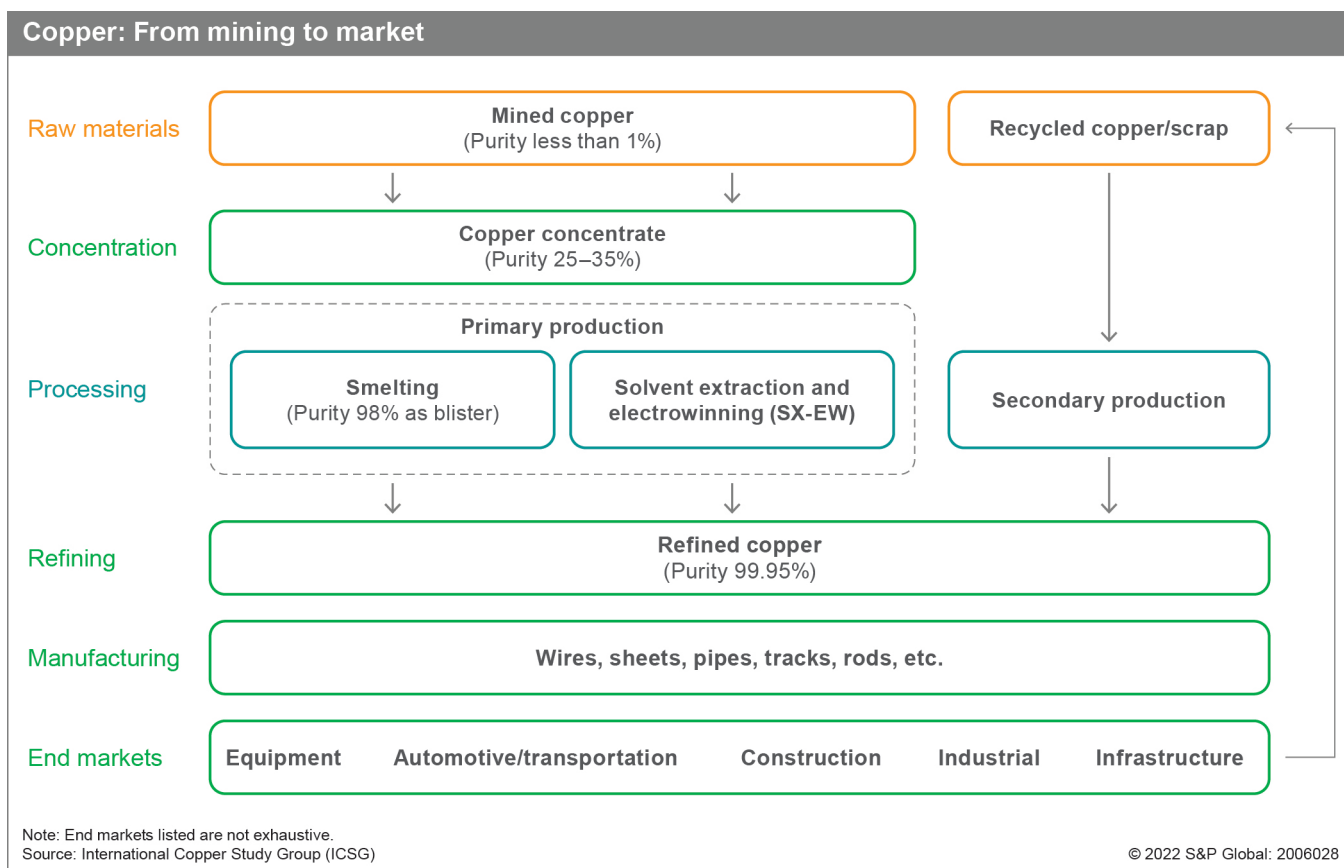 Copper: From mining to market
Raw materials
Mined copper
(Purity less than 1%)
Recycled copper/scrap
Concentration
Copper concentrate
(Purity 25–35%)
Primary production
Processing
Smelting
(Purity 98% as blister)
Solvent extraction and
electrowinning (SX-EW)
Secondary production
Refining
Refined copper
(Purity 99.95%)
Manufacturing
Wires, sheets, pipes, tracks, rods, etc.
End markets
Equipment Automotive/transportation Construction Industrial Infrastructure
Note: End markets listed are not exhaustive.
Source: International Copper Study Group (ICSG)
© 2022 S&P Global: 2006028